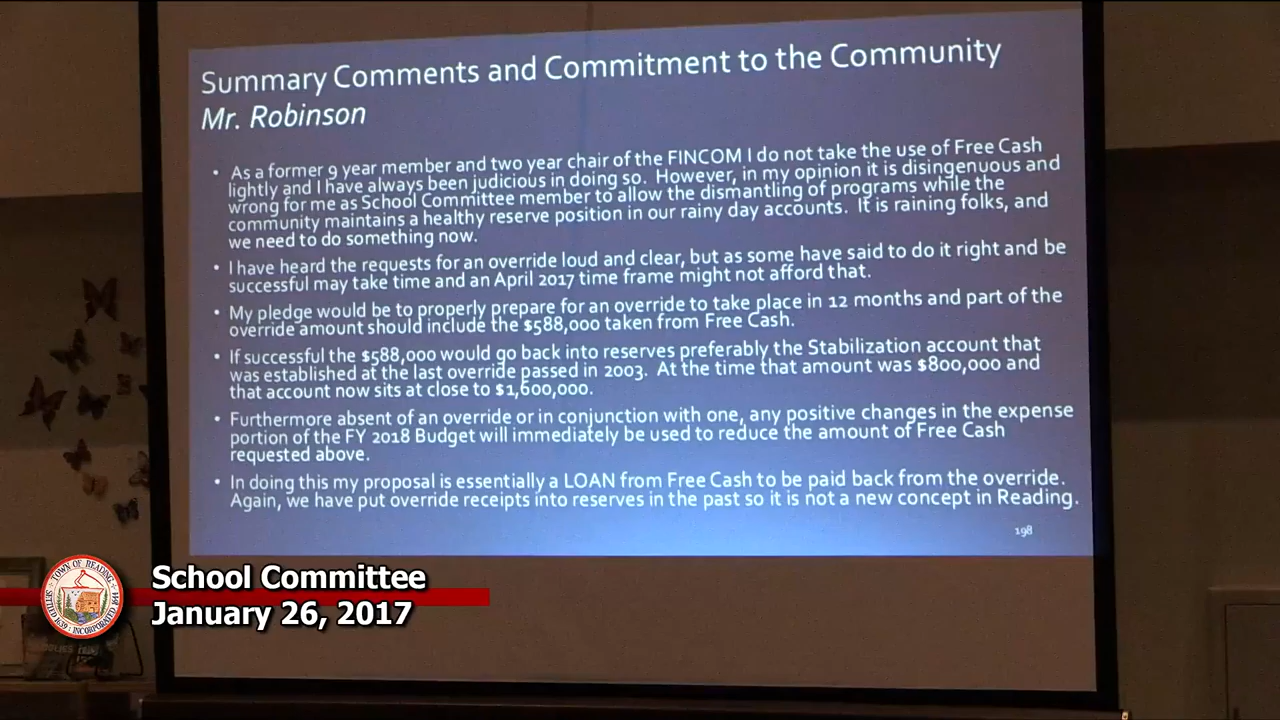 Summary Comments and Commitment to the Community
Mr. Robinson
• As a former 9 year member and two year chair of the FINCOM I do not take the use of Free Cash
lightly and I have always been judicious in doing so. However, in my opinion it is disingenuous and
wrong for me as School Committee member to allow the dismantling of programs while the
community maintains a healthy reserve position in our rainy day accounts. It is raining folks, and
we need to do something now.
• I have heard the requests for an override loud and clear, but as some have said to do it right and be
successful may take time and an April 2017 time frame might not afford that.
• My pledge would be to properly prepare for an override to take place in 12 months and part of the
override amount should include the $588,000 taken from Free Cash.
• If successful the $588,000 would go back into reserves preferably the Stabilization account that
was established at the last override passed in 2003. At the time that amount was $800,000 and
that account now sits at close to $1,600,000.
• Furthermore absent of an override or in conjunction with one, any positive changes in the expense
portion of the FY 2018 Budget will immediately be used to reduce the amount of Free Cash
requested above.
• In doing this my proposal is essentially a LOAN from Free Cash to be paid back from the override.
Again, we have put override receipts into reserves in the past so it is not a new concept in Reading.
198
TOWN OF READING
SETTLED 1639 INCORPORATED 1644
School Committee
January 26, 2017